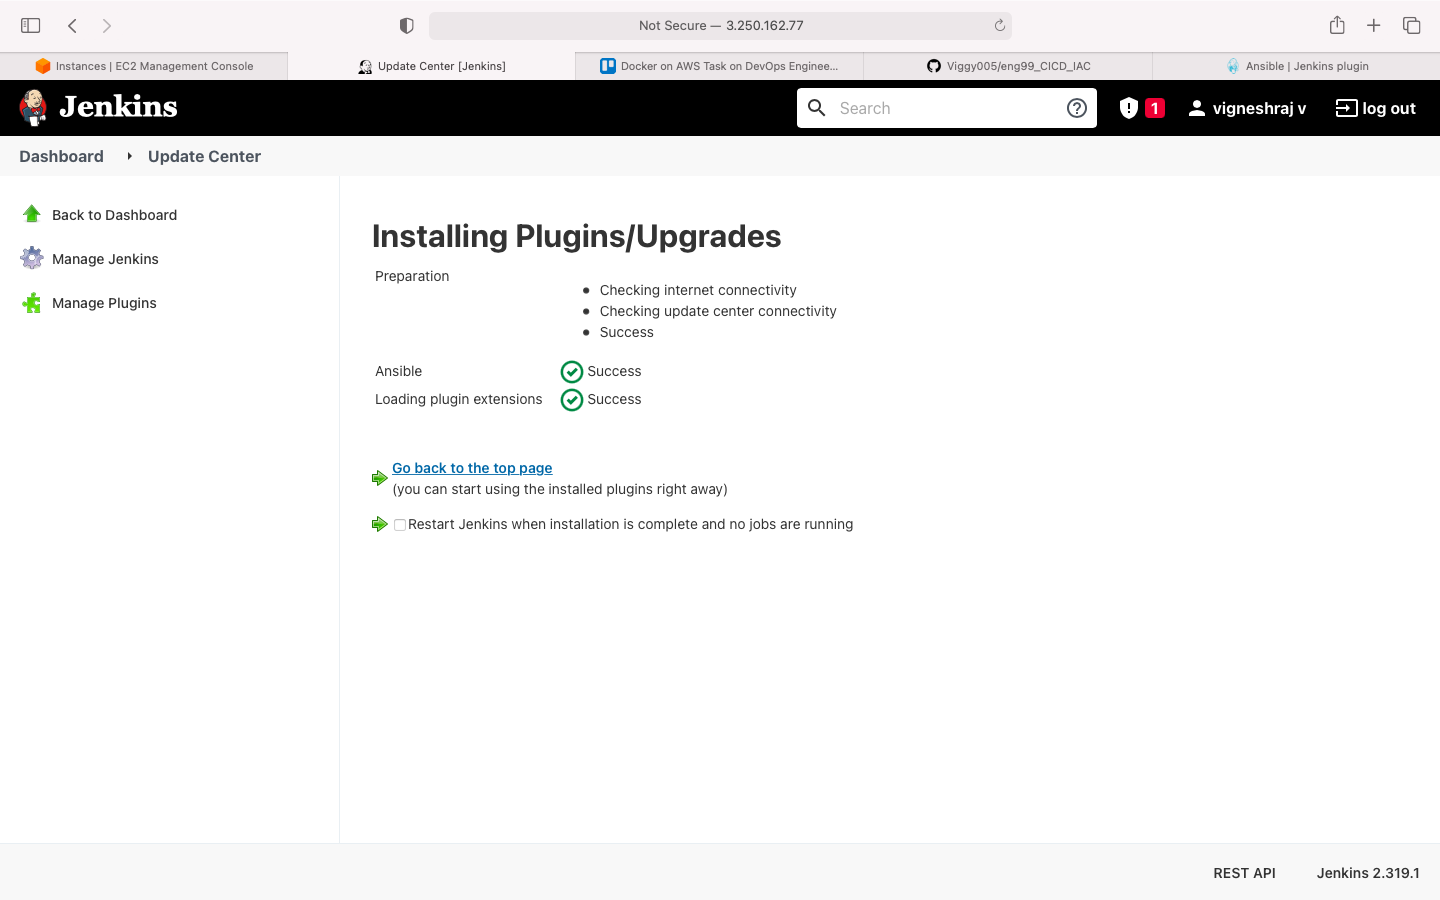 Not Secure — 3.250.162.77
Instances | EC2 Management Console
Update Center [Jenkins]
Docker on AWS Task on DevOps Enginee...
Viggy005/eng99_CICD_IAC
Ansible | Jenkins plugin
Jenkins
Search
1
vigneshraj v
log out
Dashboard
Update Center
Back to Dashboard
Manage Jenkins
Manage Plugins
Installing Plugins/Upgrades
Preparation
Checking internet connectivity
Checking update center connectivity
Success
Ansible
Success
Loading plugin extensions
Success
Go back to the top page
(you can start using the installed plugins right away)
Restart Jenkins when installation is complete and no jobs are running
REST API
Jenkins 2.319.1